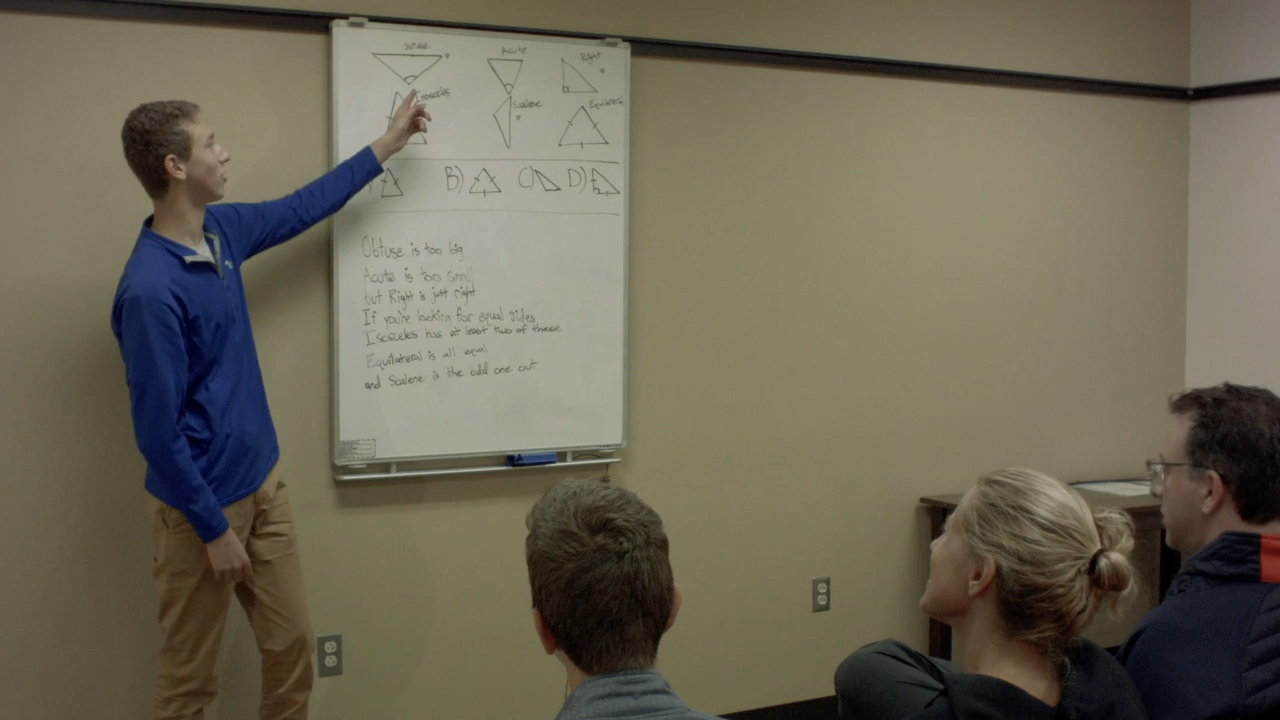 Acute Right
Isosceles Scalene Equilateral
B) C) D)
Obtuse is too big
Acute is too small
but Right is just right
If you're lookin for equal sides
Isosceles has at least two of these
Equilateral is all equal
and Scalene is the odd one out